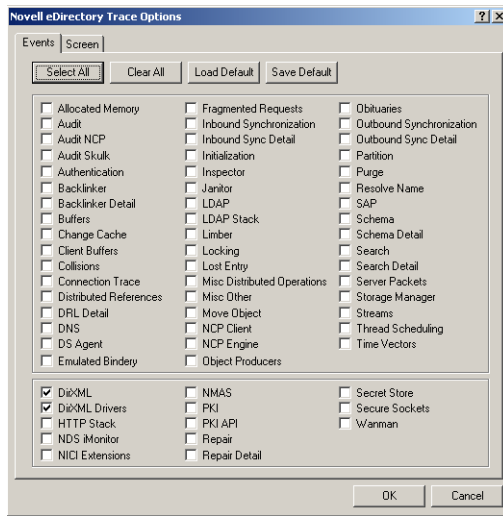 Novell eDirectory Trace Options
Events Screen
Select All Clear All Load Default Save Default
Allocated Memory Fragmented Requests Obituaries
Audit Inbound Synchronization Outbound Synchronization
Audit NCP Inbound Sync Detail Outbound Sync Detail
Audit Skulk Initialization Partition
Authentication Inspector Purge
Backlinker Janitor Resolve Name
Backlinker Detail LDAP SAP
Buffers LDAP Stack Schema
Change Cache Limber Schema Detail
Client Buffers Locking Search
Collisions Lost Entry Search Detail
Connection Trace Misc Distributed Operations Server Packets
Distributed References Misc Other Storage Manager
DRL Detail Move Object Streams
DNS NCP Client Thread Scheduling
DS Agent NCP Engine Time Vectors
Emulated Bindery Object Producers
DirXML NMAS Secret Store
DirXML Drivers PKI Secure Sockets
HTTP Stack PKI API Wanman
NDS iMonitor Repair
NICI Extensions Repair Detail
OK Cancel